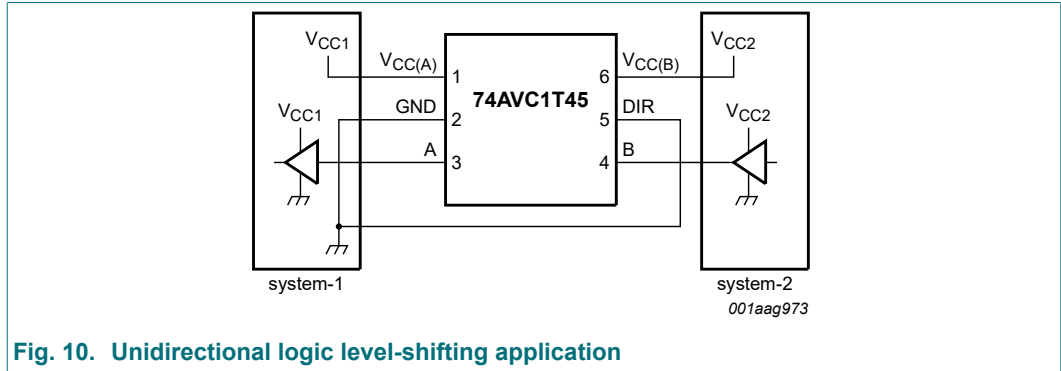 VCC1
VCC(A)
1
74AVC1T45
6
VCC(B)
VCC2
VCC1
GND
2
5
DIR
VCC2
A
3
4
B
system-1
system-2
001aag973
Fig. 10. Unidirectional logic level-shifting application